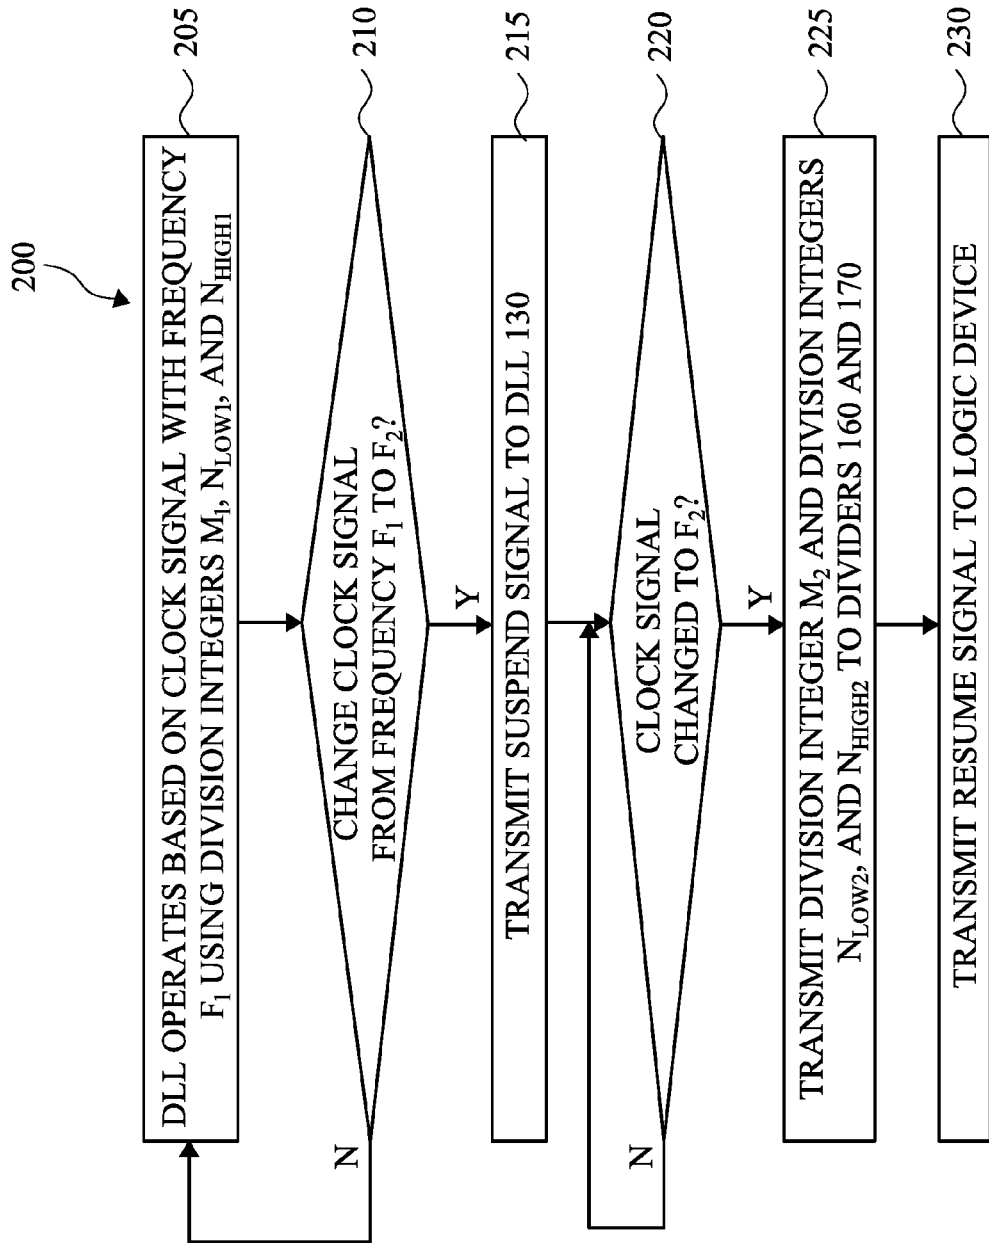 200
DLL OPERATES BASED ON CLOCK SIGNAL WITH FREQUENCY
F1 USING DIVISION INTEGERS M1, NLOW1, AND NHIGH1
205
CHANGE CLOCK SIGNAL
FROM FREQUENCY F1 TO F2?
210
N
Y
TRANSMIT SUSPEND SIGNAL TO DLL 130
215
CLOCK SIGNAL
CHANGED TO F2?
220
N
Y
TRANSMIT DIVISION INTEGER M2 AND DIVISION INTEGERS
NLOW2, AND NHIGH2 TO DIVIDERS 160 AND 170
225
TRANSMIT RESUME SIGNAL TO LOGIC DEVICE
230